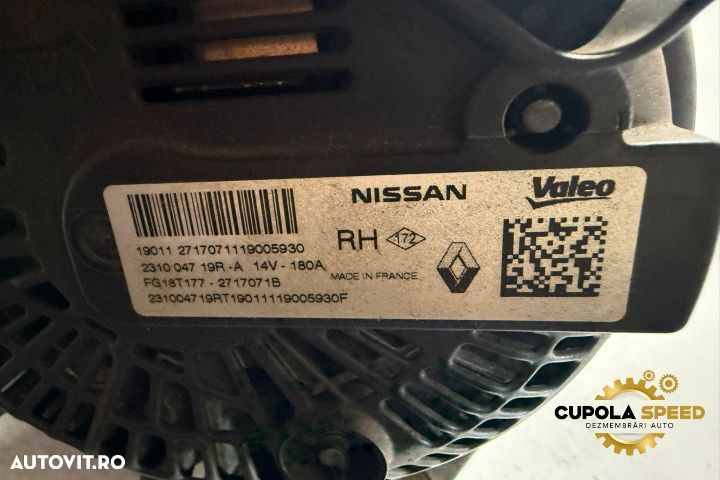 NISSAN
Valeo
19011 2717071119005930
RH 172
2310 047 19R -A 14V - 180A
MADE IN FRANCE
FG18T177 - 2717071B
231004719RT19011119005930F
CUPOLA SPEED
DEZMEMBRĂRI AUTO
AUTOVIT.RO